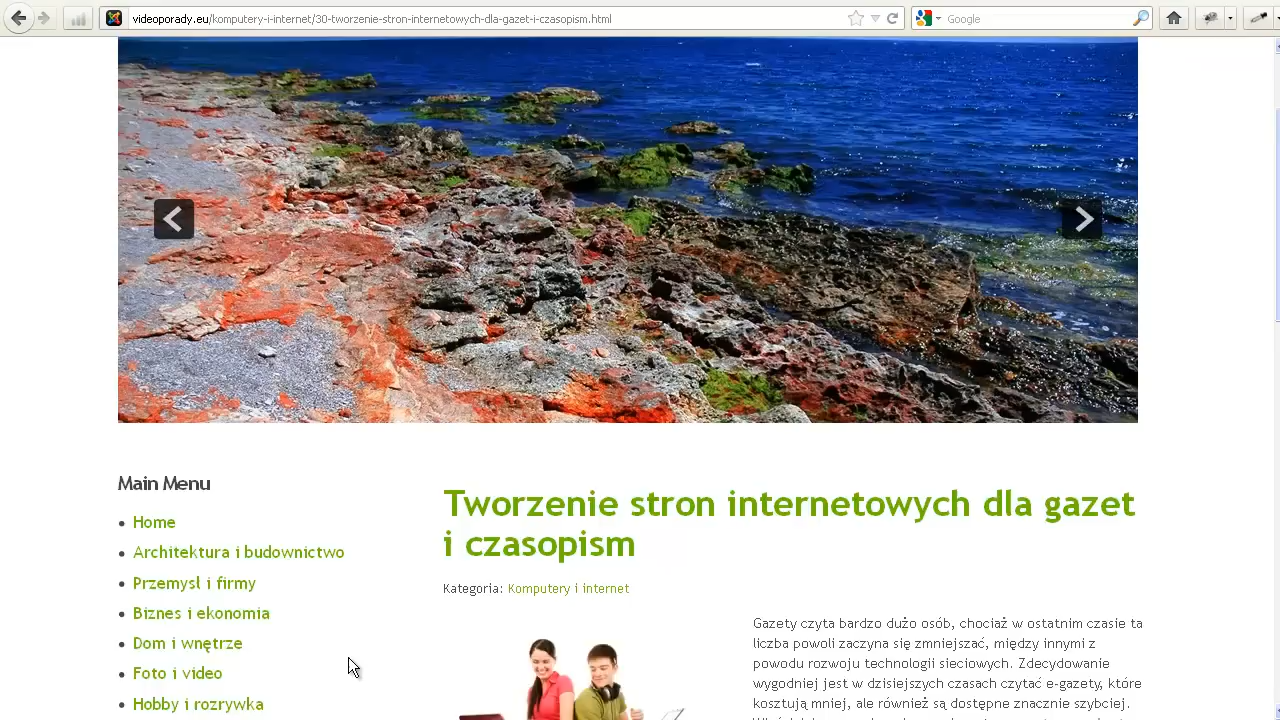 videoporady.eu/putery-i-internet/30-tworzenie-stron-internetowych-dla-gazet-i-czasopism.html
Google
Main Menu
Home
Architektura i budownictwo
Przemysł i firmy
Biznes i ekonomia
Dom i wnętrze
Foto i video
Hobby i rozrywka
Tworzenie stron internetowych dla gazet
i czasopism
Kategoria: Komputery i internet
Gazety czyta bardzo dużo osób, chociaż w ostatnim czasie ta
liczba powoli zaczyna się zmniejszać, między innymi z
powodu rozwoju technologii sieciowych. Zdecydowanie
wygodniej jest w dzisiejszych czasach czytać e-gazety, które
kosztują mniej, ale również są dostępne znacznie szybciej.